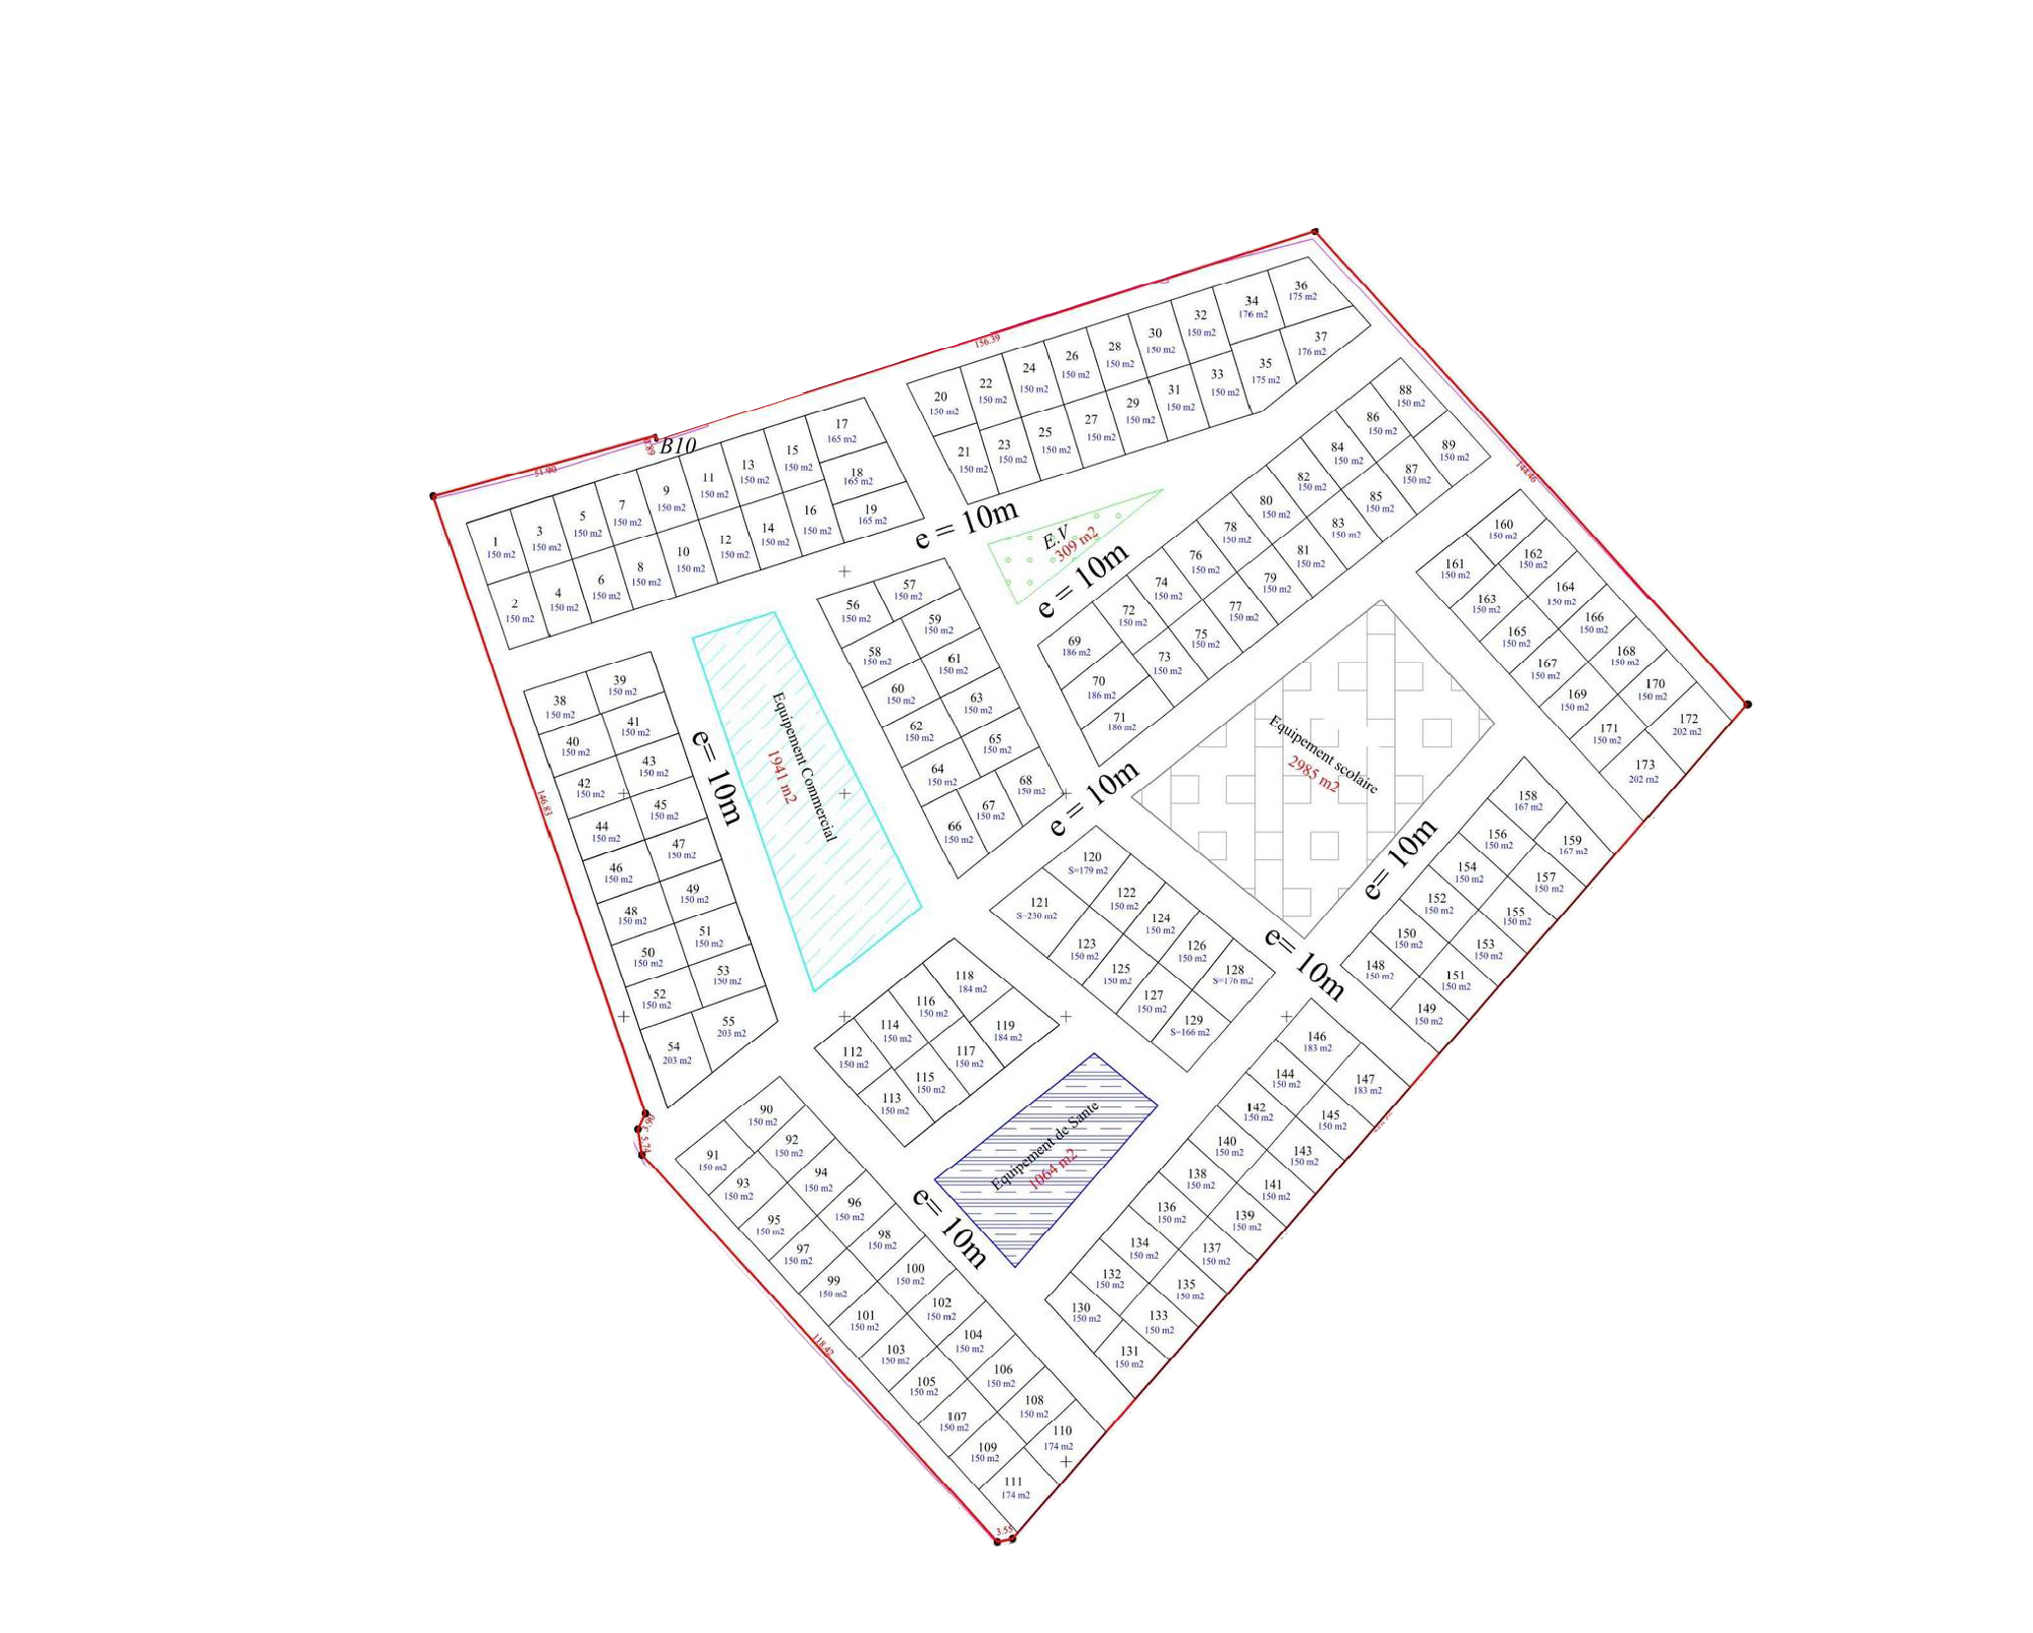 156.39
B10
51.90
144.46
146.83
118.42
3.55
1
150 m2
2
150 m2
3
150 m2
4
150 m2
5
150 m2
6
150 m2
7
150 m2
8
150 m2
9
150 m2
10
150 m2
11
150 m2
12
150 m2
13
150 m2
14
150 m2
15
150 m2
16
150 m2
17
165 m2
18
165 m2
19
165 m2
20
150 m2
21
150 m2
22
150 m2
23
150 m2
24
150 m2
25
150 m2
26
150 m2
27
150 m2
28
150 m2
29
150 m2
30
150 m2
31
150 m2
32
150 m2
33
150 m2
34
176 m2
35
175 m2
36
175 m2
37
176 m2
e = 10m
E.V
309 m2
e = 10m
38
150 m2
39
150 m2
40
150 m2
41
150 m2
42
150 m2
43
150 m2
44
150 m2
45
150 m2
46
150 m2
47
150 m2
48
150 m2
49
150 m2
50
150 m2
51
150 m2
52
150 m2
53
150 m2
54
203 m2
55
203 m2
e= 10m
Equipement Commercial
1941 m2
56
150 m2
57
150 m2
58
150 m2
59
150 m2
60
150 m2
61
150 m2
62
150 m2
63
150 m2
64
150 m2
65
150 m2
66
150 m2
67
150 m2
68
150 m2
69
186 m2
70
186 m2
71
186 m2
72
150 m2
73
150 m2
74
150 m2
75
150 m2
76
150 m2
77
150 m2
78
150 m2
79
150 m2
80
150 m2
81
150 m2
82
150 m2
83
150 m2
84
150 m2
85
150 m2
86
150 m2
87
150 m2
88
150 m2
89
150 m2
e = 10m
Equipement scolaire
2985 m2
e= 10m
e= 10m
90
150 m2
91
150 m2
92
150 m2
93
150 m2
94
150 m2
95
150 m2
96
150 m2
97
150 m2
98
150 m2
99
150 m2
100
150 m2
101
150 m2
102
150 m2
103
150 m2
104
150 m2
105
150 m2
106
150 m2
107
150 m2
108
150 m2
109
150 m2
110
174 m2
111
174 m2
112
150 m2
113
150 m2
114
150 m2
115
150 m2
116
150 m2
117
150 m2
118
184 m2
119
184 m2
Equipement de Sante
1064 m2
e= 10m
120
S=179 m2
121
S=230 m2
122
150 m2
123
150 m2
124
150 m2
125
150 m2
126
150 m2
127
150 m2
128
S=176 m2
129
S=166 m2
130
150 m2
131
150 m2
132
150 m2
133
150 m2
134
150 m2
135
150 m2
136
150 m2
137
150 m2
138
150 m2
139
150 m2
140
150 m2
141
150 m2
142
150 m2
143
150 m2
144
150 m2
145
150 m2
146
183 m2
147
183 m2
148
150 m2
149
150 m2
150
150 m2
151
150 m2
152
150 m2
153
150 m2
154
150 m2
155
150 m2
156
150 m2
157
150 m2
158
167 m2
159
167 m2
160
150 m2
161
150 m2
162
150 m2
163
150 m2
164
150 m2
165
150 m2
166
150 m2
167
150 m2
168
150 m2
169
150 m2
170
150 m2
171
150 m2
172
202 m2
173
202 m2